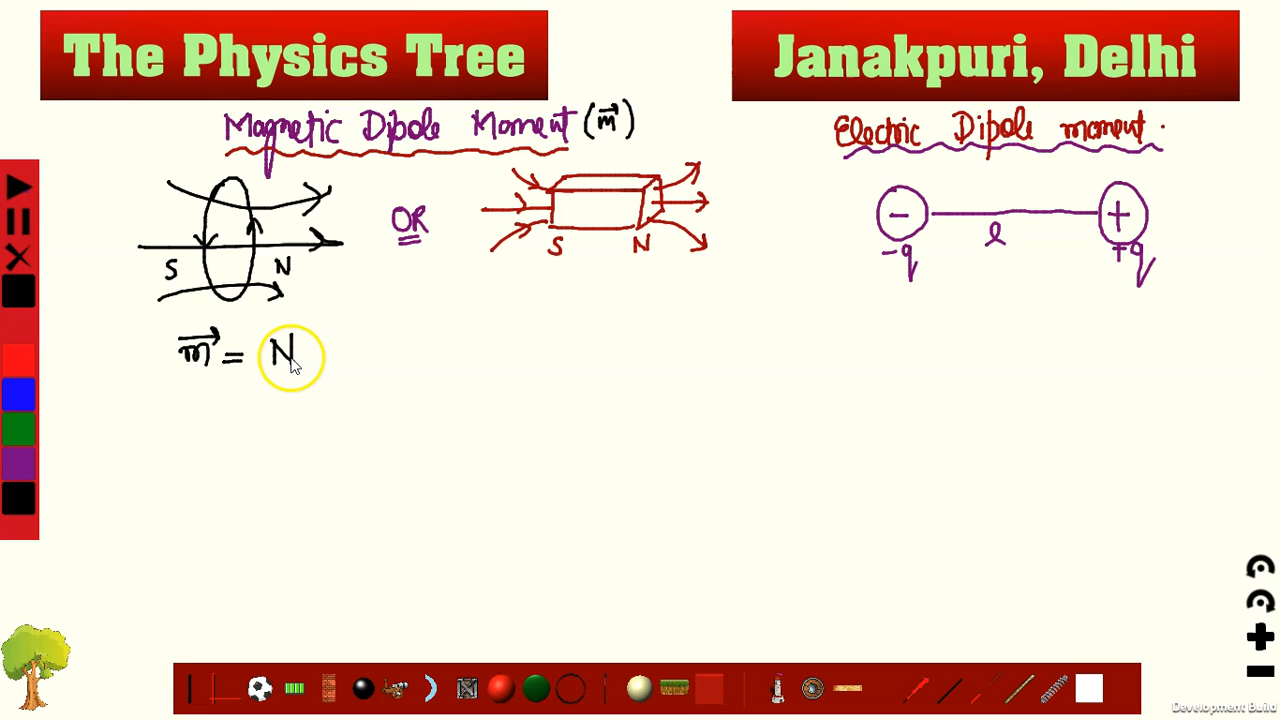 The Physics Tree
Janakpuri, Delhi
Magnetic Dipole Moment (m⃗)
Electric Dipole moment.
OR
S N
S N
- +
l
-q +q
m⃗ = N
Development Build